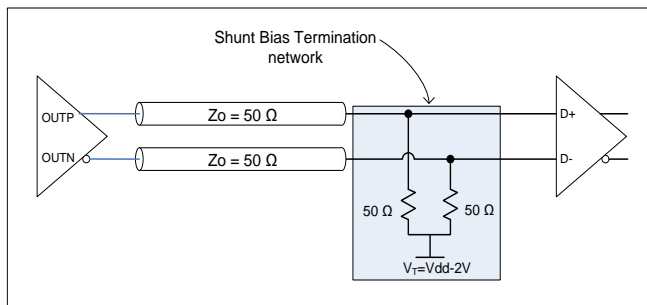 Shunt Bias Termination
network
OUTP
Zo = 50 Ω
D+
OUTN
Zo = 50 Ω
D-
50 Ω
50 Ω
VT=Vdd-2V